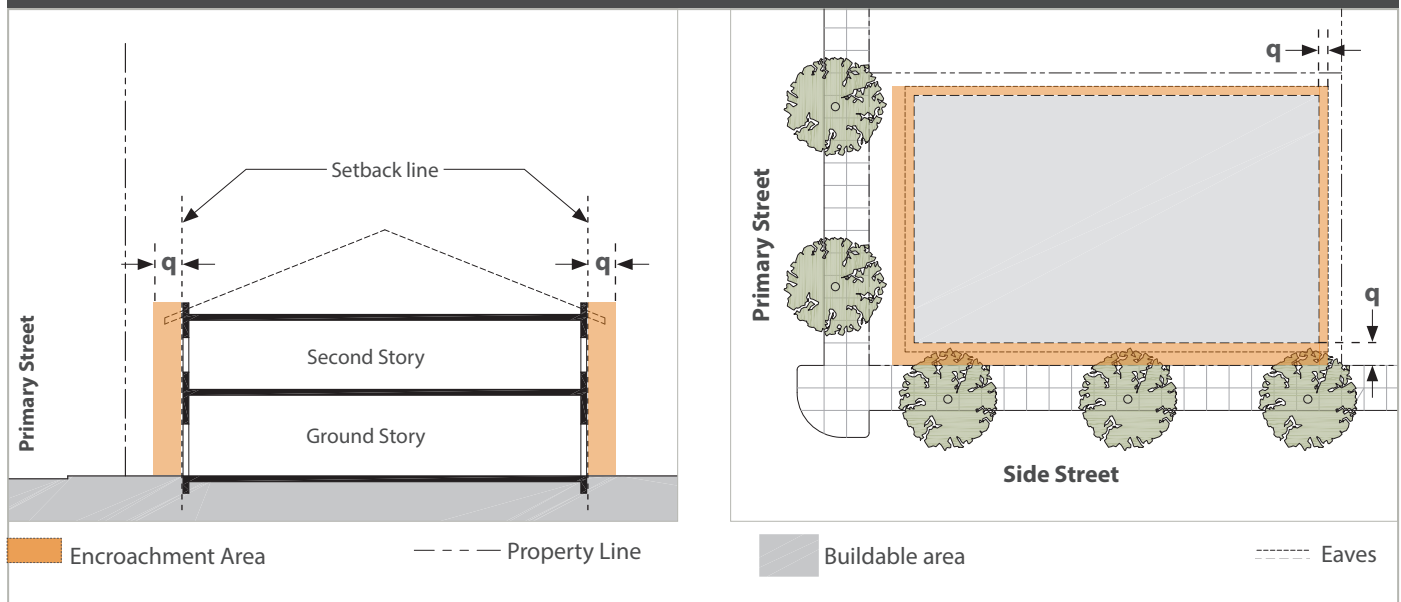 Setback line
q
q
Second Story
Ground Story
Primary Street
q
Primary Street
q
Side Street
Encroachment Area
Property Line
Buildable area
Eaves